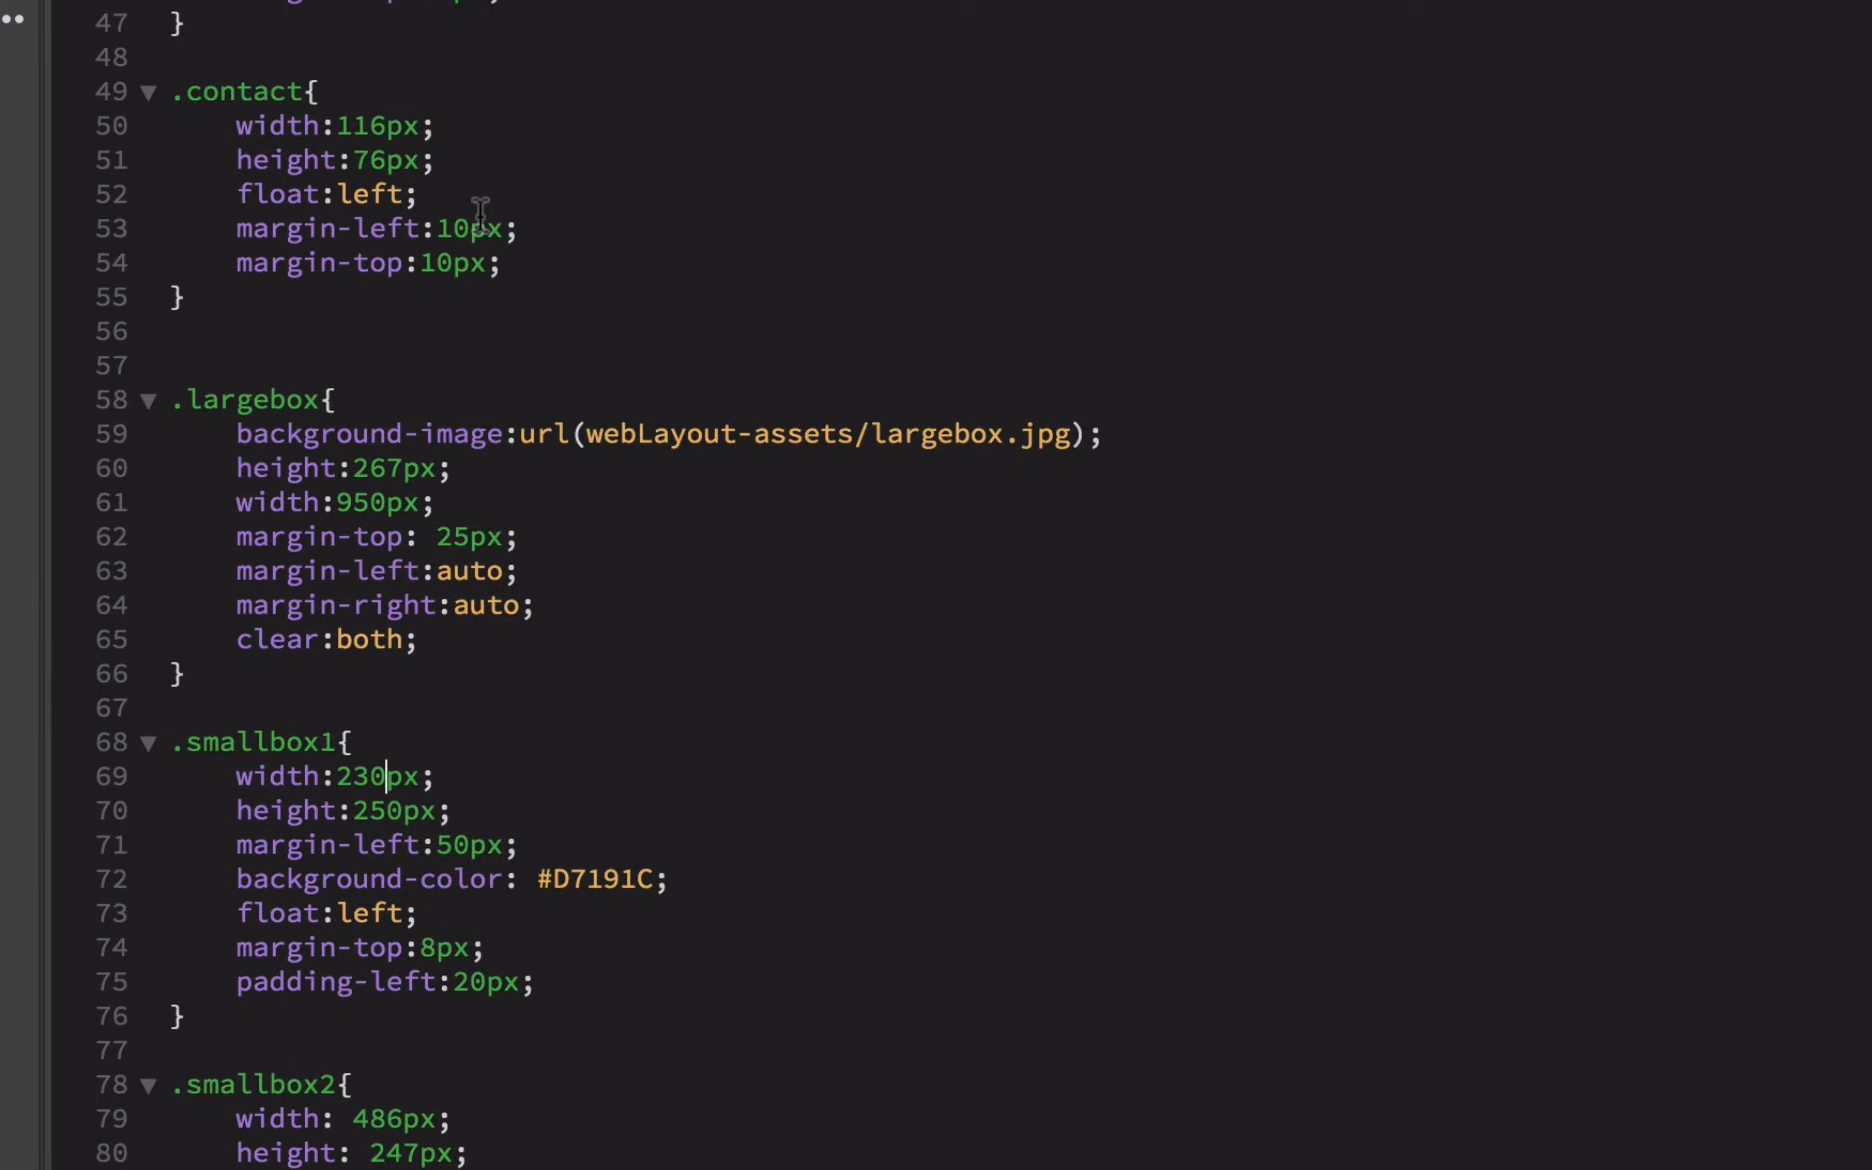 47 }
48
49 .contact{
50 width:116px;
51 height:76px;
52 float:left;
53 margin-left:10px;
54 margin-top:10px;
55 }
56
57
58 .largebox{
59 background-image:url(webLayout-assets/largebox.jpg);
60 height:267px;
61 width:950px;
62 margin-top: 25px;
63 margin-left:auto;
64 margin-right:auto;
65 clear:both;
66 }
67
68 .smallbox1{
69 width:230px;
70 height:250px;
71 margin-left:50px;
72 background-color: #D7191C;
73 float:left;
74 margin-top:8px;
75 padding-left:20px;
76 }
77
78 .smallbox2{
79 width: 486px;
80 height: 247px;